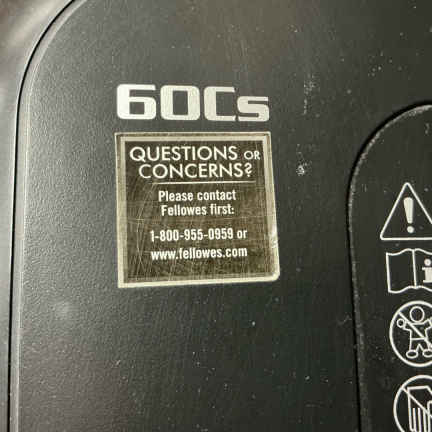 60Cs
QUESTIONS OR
CONCERNS?
Please contact
Fellowes first:
1-800-955-0959 or
www.fellowes.com